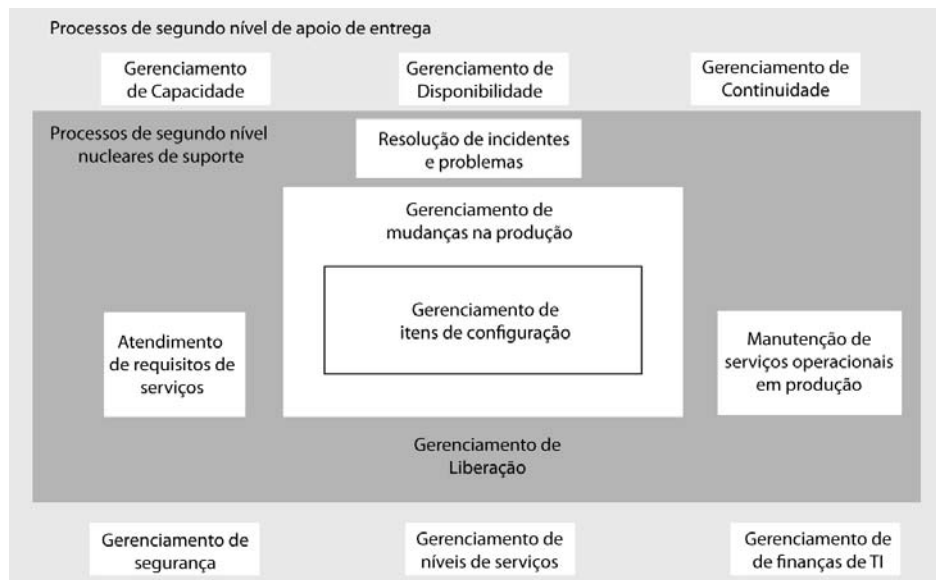 Processos de segundo nível de apoio de entrega
Gerenciamento
de Capacidade
Gerenciamento de
Disponibilidade
Gerenciamento de
Continuidade
Processos de segundo nível
nucleares de suporte
Resolução de incidentes
e problemas
Gerenciamento de
mudanças na produção
Gerenciamento de
itens de configuração
Atendimento
de requisitos de
serviços
Manutenção de
serviços operacionais
em produção
Gerenciamento de
Liberação
Gerenciamento de
segurança
Gerenciamento de
níveis de serviços
Gerenciamento de
de finanças de TI